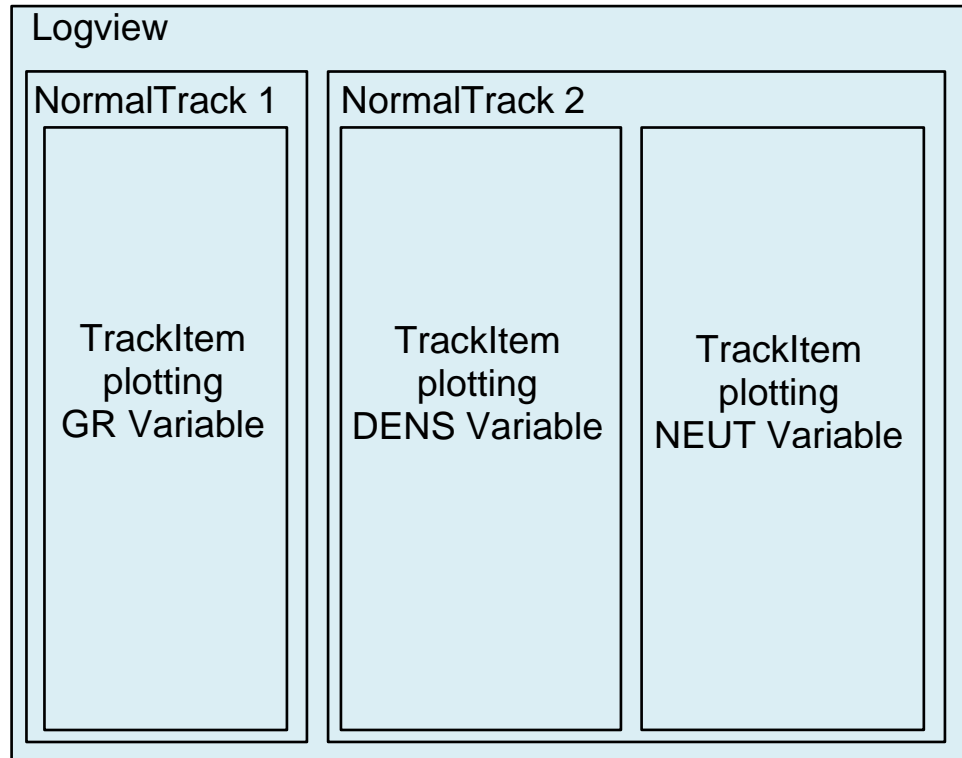 Logview
NormalTrack 1
NormalTrack 2
TrackItem
plotting
GR Variable
TrackItem
plotting
DENS Variable
TrackItem
plotting
NEUT Variable